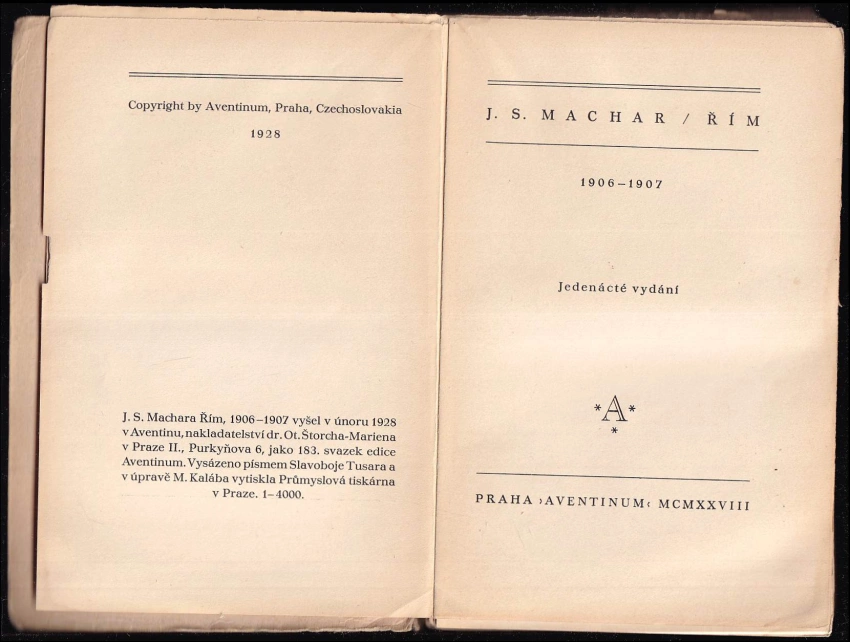 Copyright by Aventinum, Praha, Czechoslovakia
1928
J. S. Machara Řím, 1906–1907 vyšel v únoru 1928
v Aventinu, nakladatelství dr. Ot. Štorcha-Mariena
v Praze II., Purkyňova 6, jako 183. svazek edice
Aventinum. Vysázeno písmem Slavoboje Tusara a
v úpravě M. Kalába vytiskla Průmyslová tiskárna
v Praze. 1–4000.
J. S. MACHAR / ŘÍM
1906–1907
Jedenácté vydání
*A*
*
PRAHA ›AVENTINUM‹ MCMXXVIII